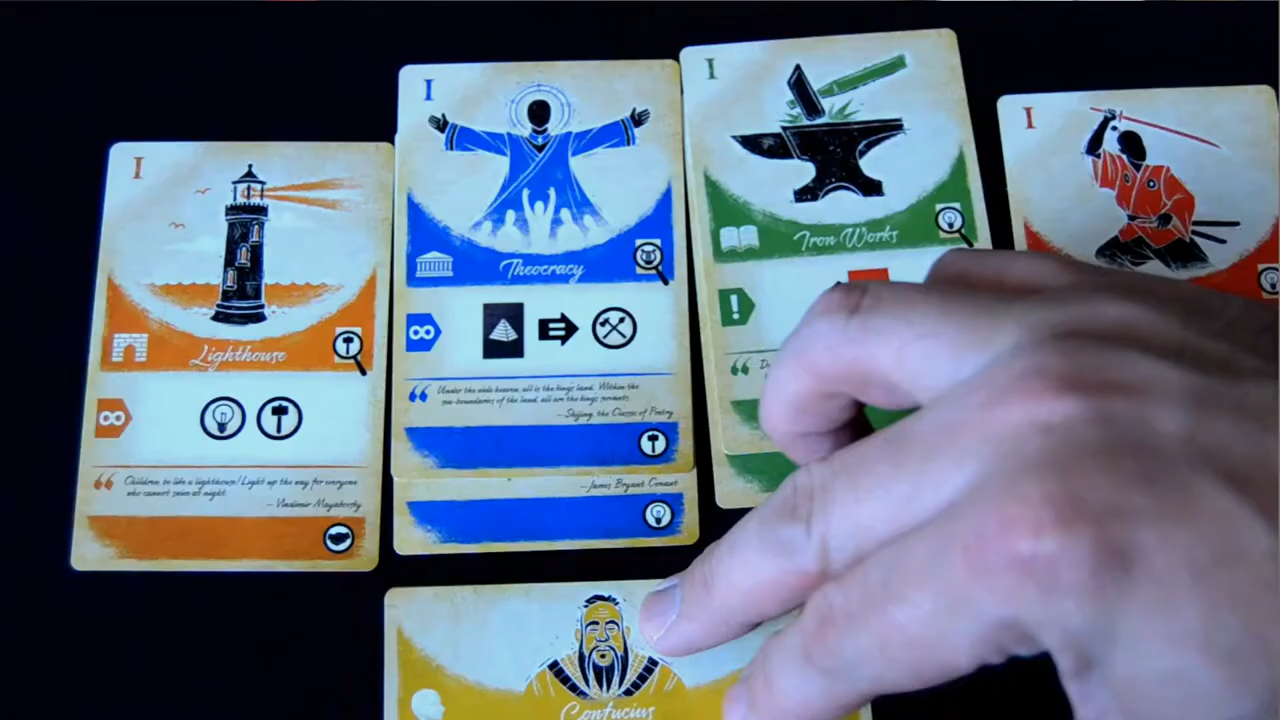 I
Lighthouse
Children: be like a lighthouse! Light up the way for everyone
who cannot swim at night.
— Vladimir Mayakovsky
I
Theocracy
Under the wide heaven, all is the king's land. Within the
sea-boundaries of the land, all are the king's servants.
— Shijing, the Classic of Poetry
— James Bryant Conant
I
Iron Works
!
I
Confucius